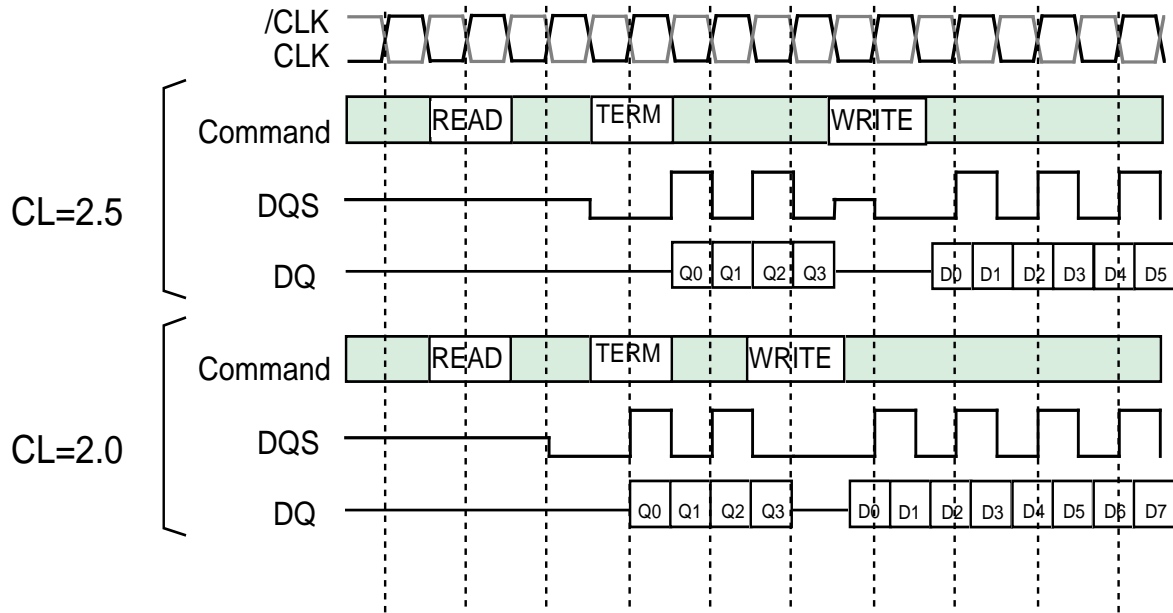 /CLK
CLK
CL=2.5
Command READ TERM WRITE
DQS
DQ Q0 Q1 Q2 Q3 D0 D1 D2 D3 D4 D5
CL=2.0
Command READ TERM WRITE
DQS
DQ Q0 Q1 Q2 Q3 D0 D1 D2 D3 D4 D5 D6 D7